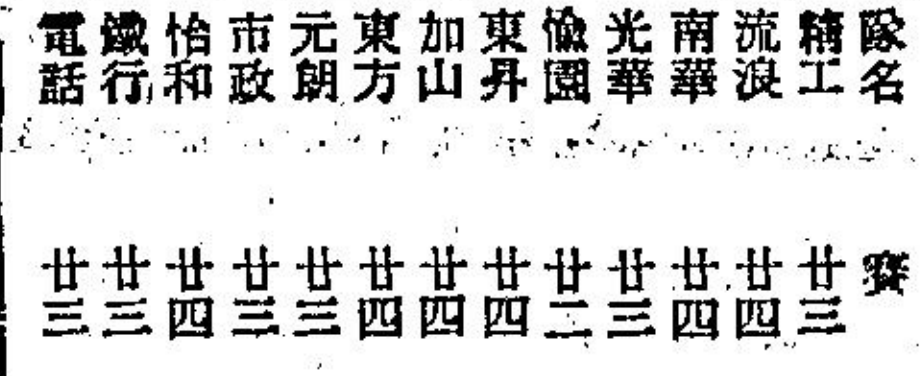 隊名 賽
精工 廿三
流浪 廿四
南華 廿四
光華 廿三
愉園 廿二
東昇 廿四
加山 廿四
東方 廿四
元朗 廿三
市政 廿三
怡和 廿四
鐵行 廿三
電話 廿三